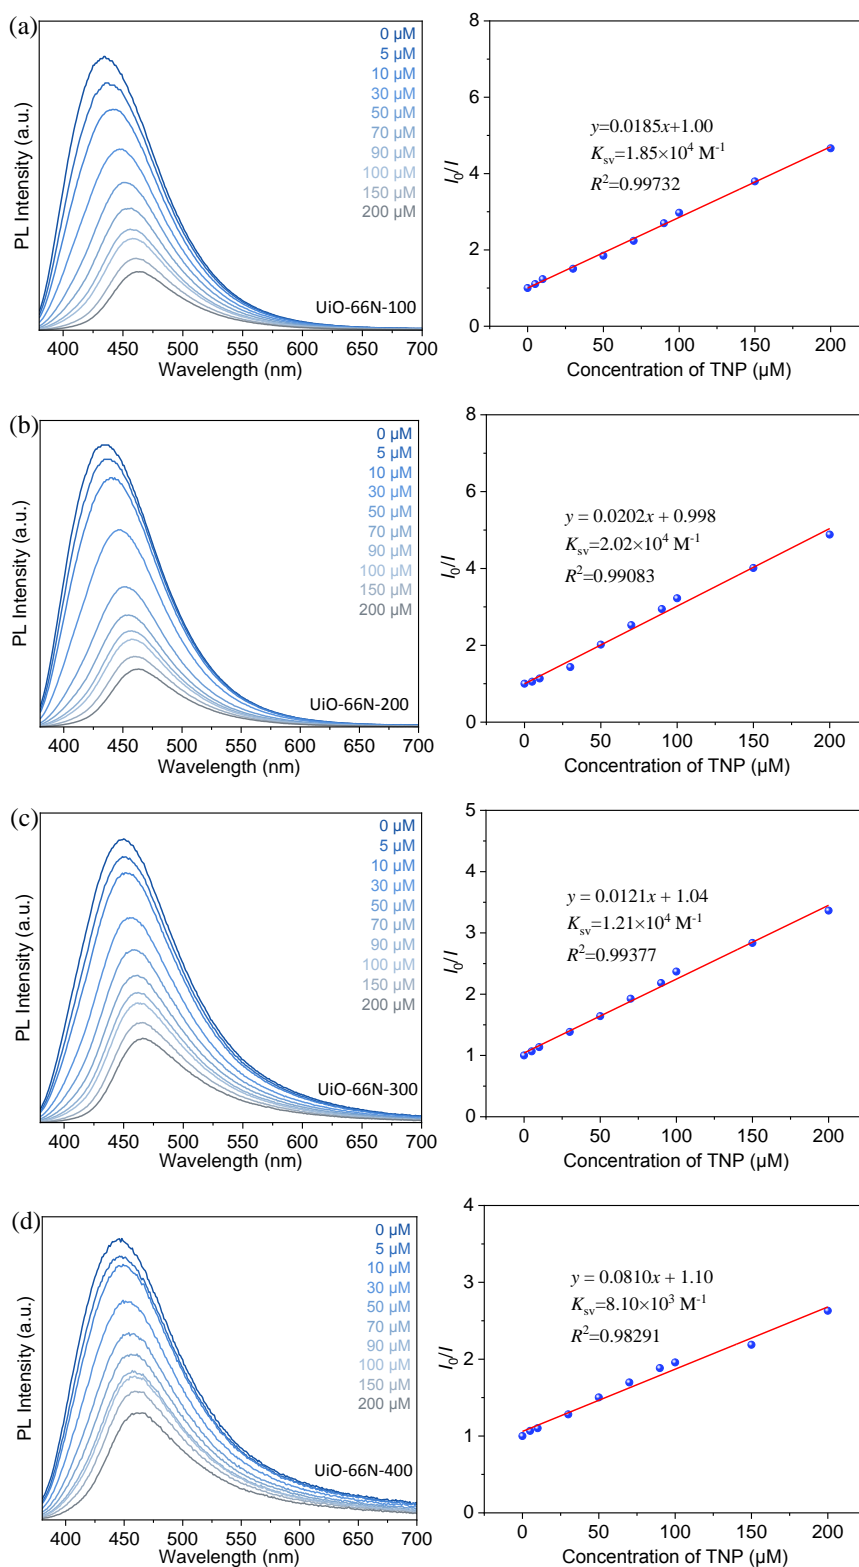 (a)
0 µM
5 µM
10 µM
30 µM
50 µM
70 µM
90 µM
100 µM
150 µM
200 µM
UiO-66N-100
PL Intensity (a.u.)
400 450 500 550 600 650 700
Wavelength (nm)
8
6
4
2
0
I0/I
y=0.0185x+1.00
Ksv=1.85×10⁴ M⁻¹
R²=0.99732
0 50 100 150 200
Concentration of TNP (µM)
(b)
0 µM
5 µM
10 µM
30 µM
50 µM
70 µM
90 µM
100 µM
150 µM
200 µM
UiO-66N-200
PL Intensity (a.u.)
400 450 500 550 600 650 700
Wavelength (nm)
8
6
4
2
0
I0/I
y = 0.0202x + 0.998
Ksv=2.02×10⁴ M⁻¹
R²=0.99083
0 50 100 150 200
Concentration of TNP (µM)
(c)
0 µM
5 µM
10 µM
30 µM
50 µM
70 µM
90 µM
100 µM
150 µM
200 µM
UiO-66N-300
PL Intensity (a.u.)
400 450 500 550 600 650 700
Wavelength (nm)
5
4
3
2
1
0
I0/I
y = 0.0121x + 1.04
Ksv=1.21×10⁴ M⁻¹
R²=0.99377
0 50 100 150 200
Concentration of TNP (µM)
(d)
0 µM
5 µM
10 µM
30 µM
50 µM
70 µM
90 µM
100 µM
150 µM
200 µM
UiO-66N-400
PL Intensity (a.u.)
400 450 500 550 600 650 700
Wavelength (nm)
4
3
2
1
0
I0/I
y = 0.0810x + 1.10
Ksv=8.10×10³ M⁻¹
R²=0.98291
0 50 100 150 200
Concentration of TNP (µM)